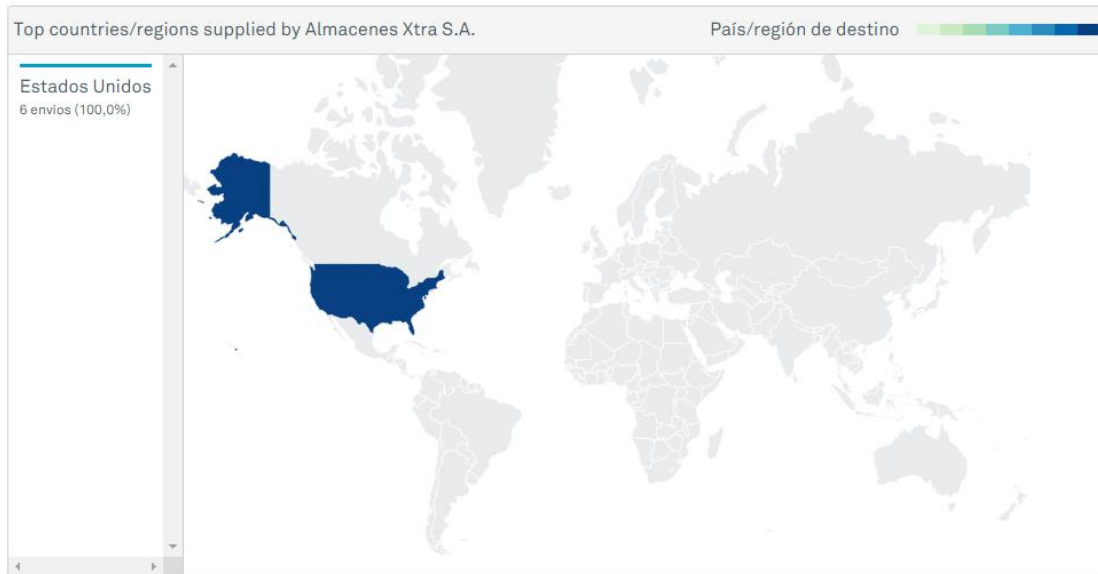 Top countries/regions supplied by Almacenes Xtra S.A.
País/región de destino
Estados Unidos
6 envíos (100,0%)